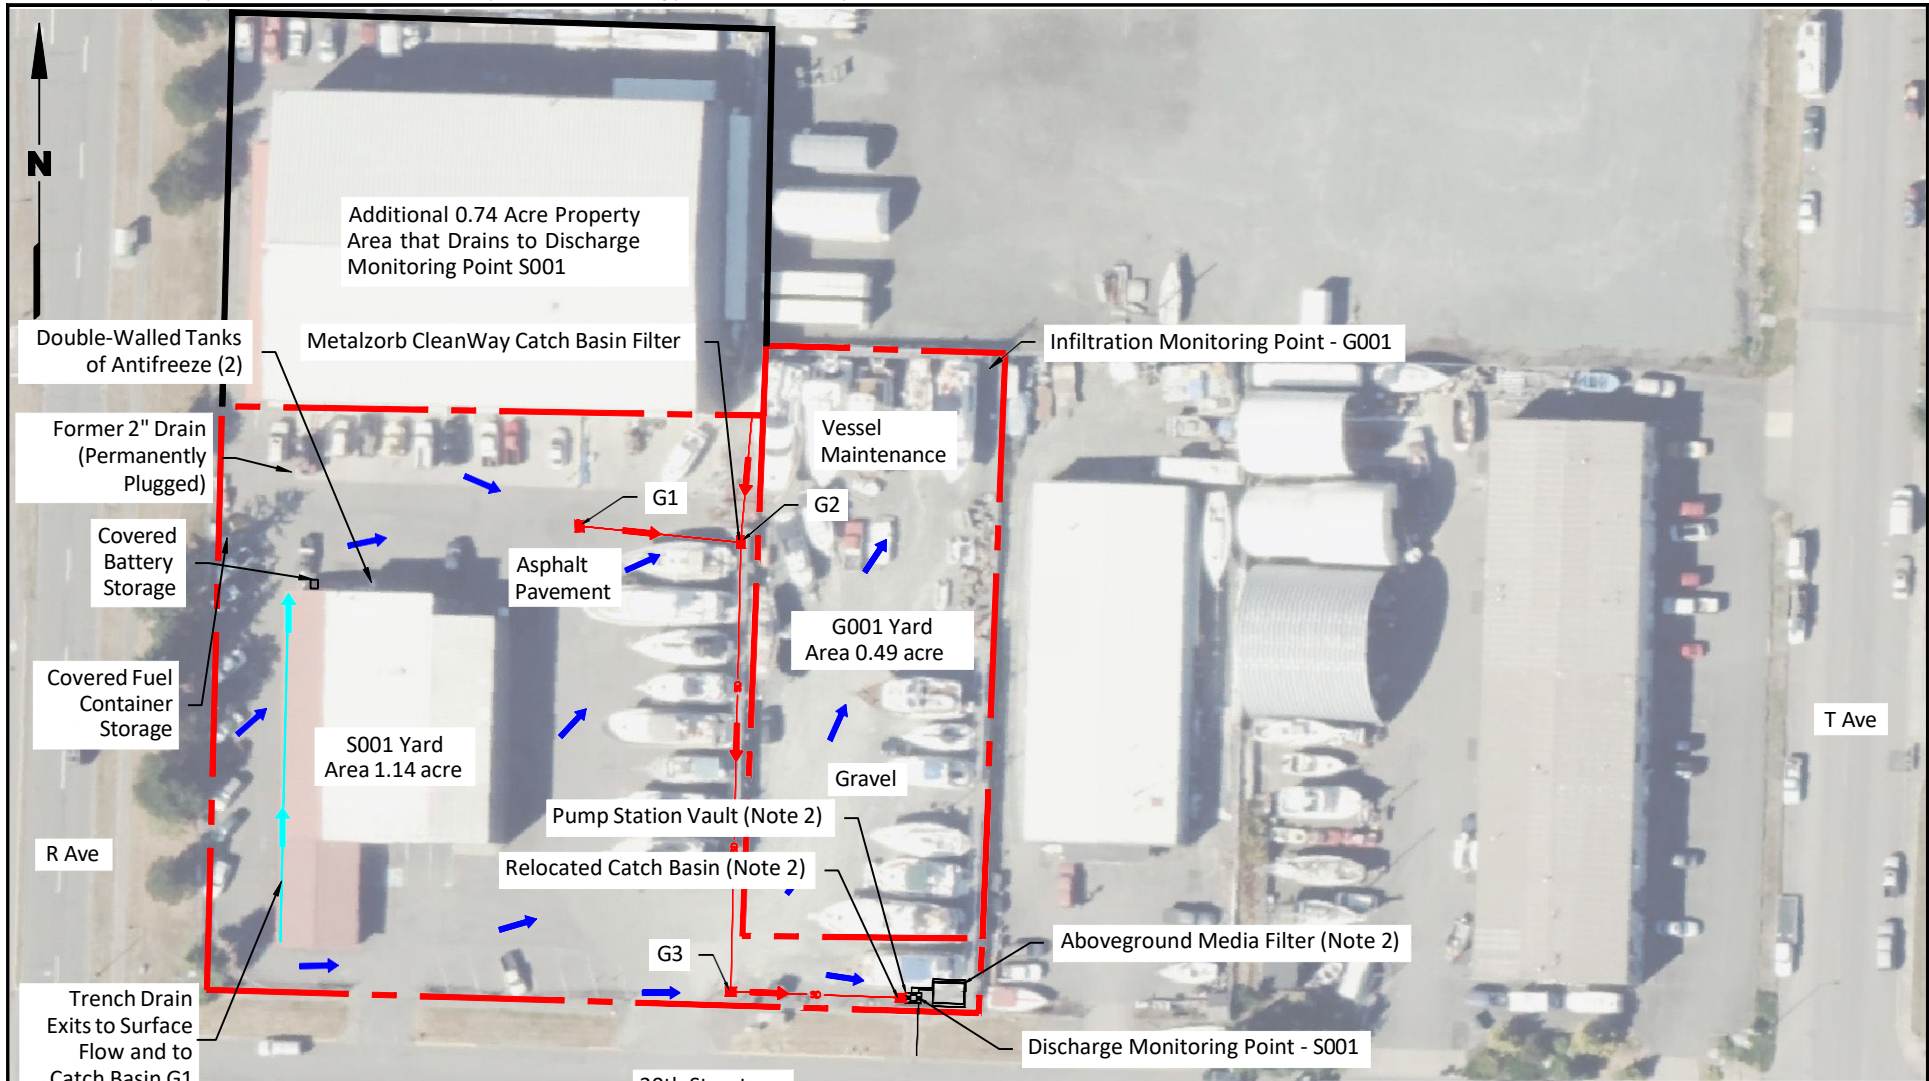 N
Additional 0.74 Acre Property
Area that Drains to Discharge
Monitoring Point S001
Double-Walled Tanks
of Antifreeze (2)
Metalzorb CleanWay Catch Basin Filter
Infiltration Monitoring Point - G001
Former 2" Drain
(Permanently
Plugged)
Vessel
Maintenance
G1
G2
Covered
Battery
Storage
Asphalt
Pavement
G001 Yard
Area 0.49 acre
Covered Fuel
Container
Storage
S001 Yard
Area 1.14 acre
T Ave
Gravel
Pump Station Vault (Note 2)
R Ave
Relocated Catch Basin (Note 2)
G3
Aboveground Media Filter (Note 2)
Trench Drain
Exits to Surface
Flow and to
Catch Basin G1
Discharge Monitoring Point - S001